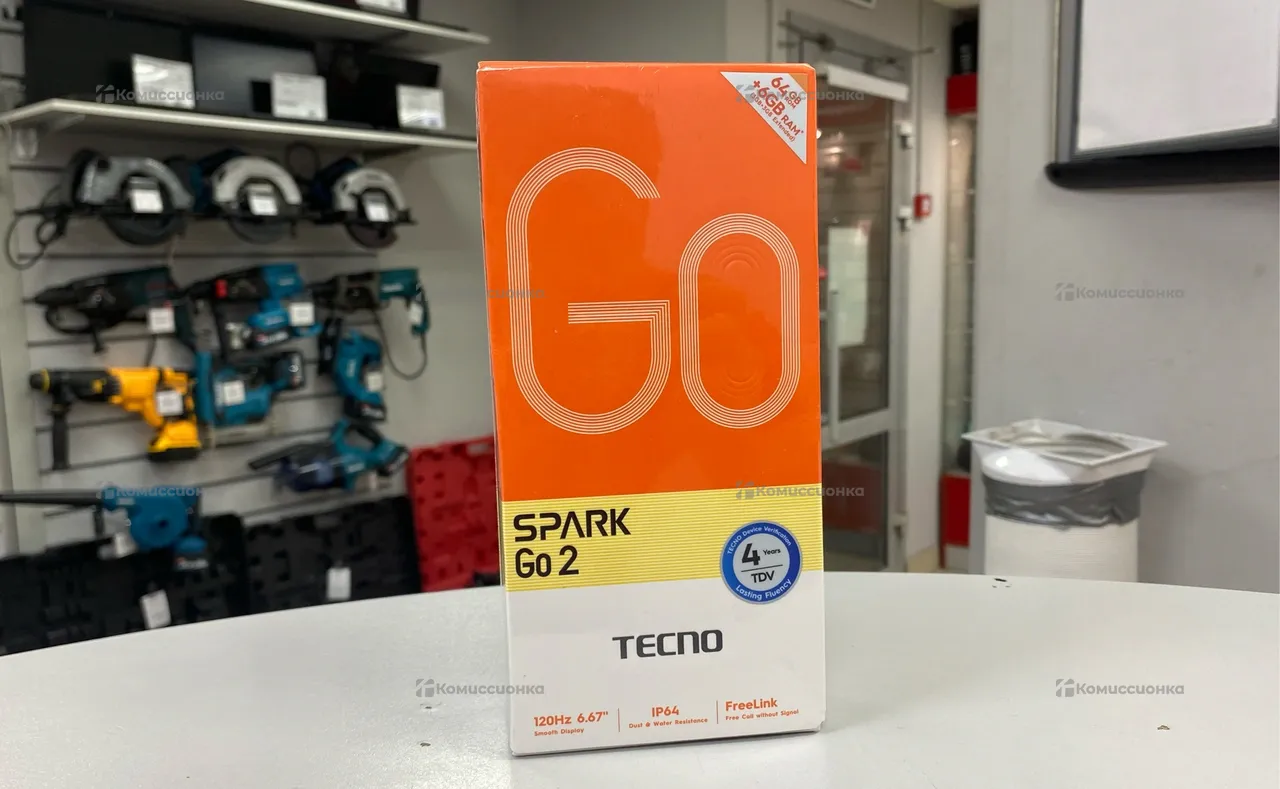 64GB
ROM
+6GB RAM*
Go
SPARK
Go 2
TECNO Device Verification
4 Years
TDV
Lasting Fluency
TECNO
120Hz 6.67"
Smooth Display
IP64
Dust & Water Resistance
FreeLink
Free Call without Signal
Комиссионка
Комиссионка
Комиссионка
Комиссионка
Комиссионка
Комиссионка
Комиссионка